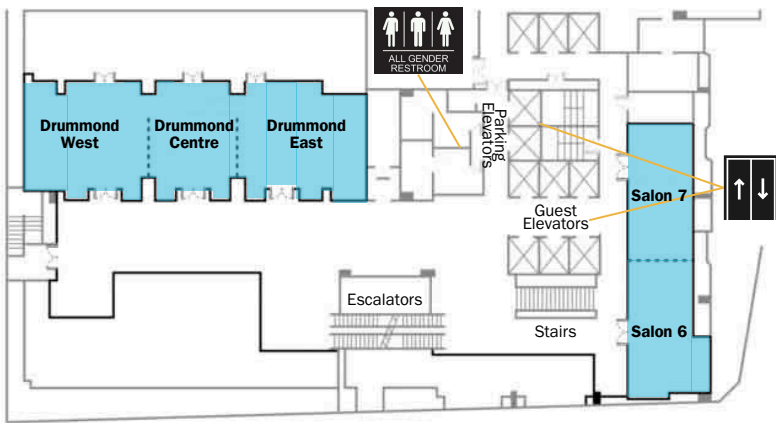 ALL GENDER
RESTROOM
Drummond
West
Drummond
Centre
Drummond
East
Parking
Elevators
Guest
Elevators
Salon 7
Escalators
Stairs
Salon 6